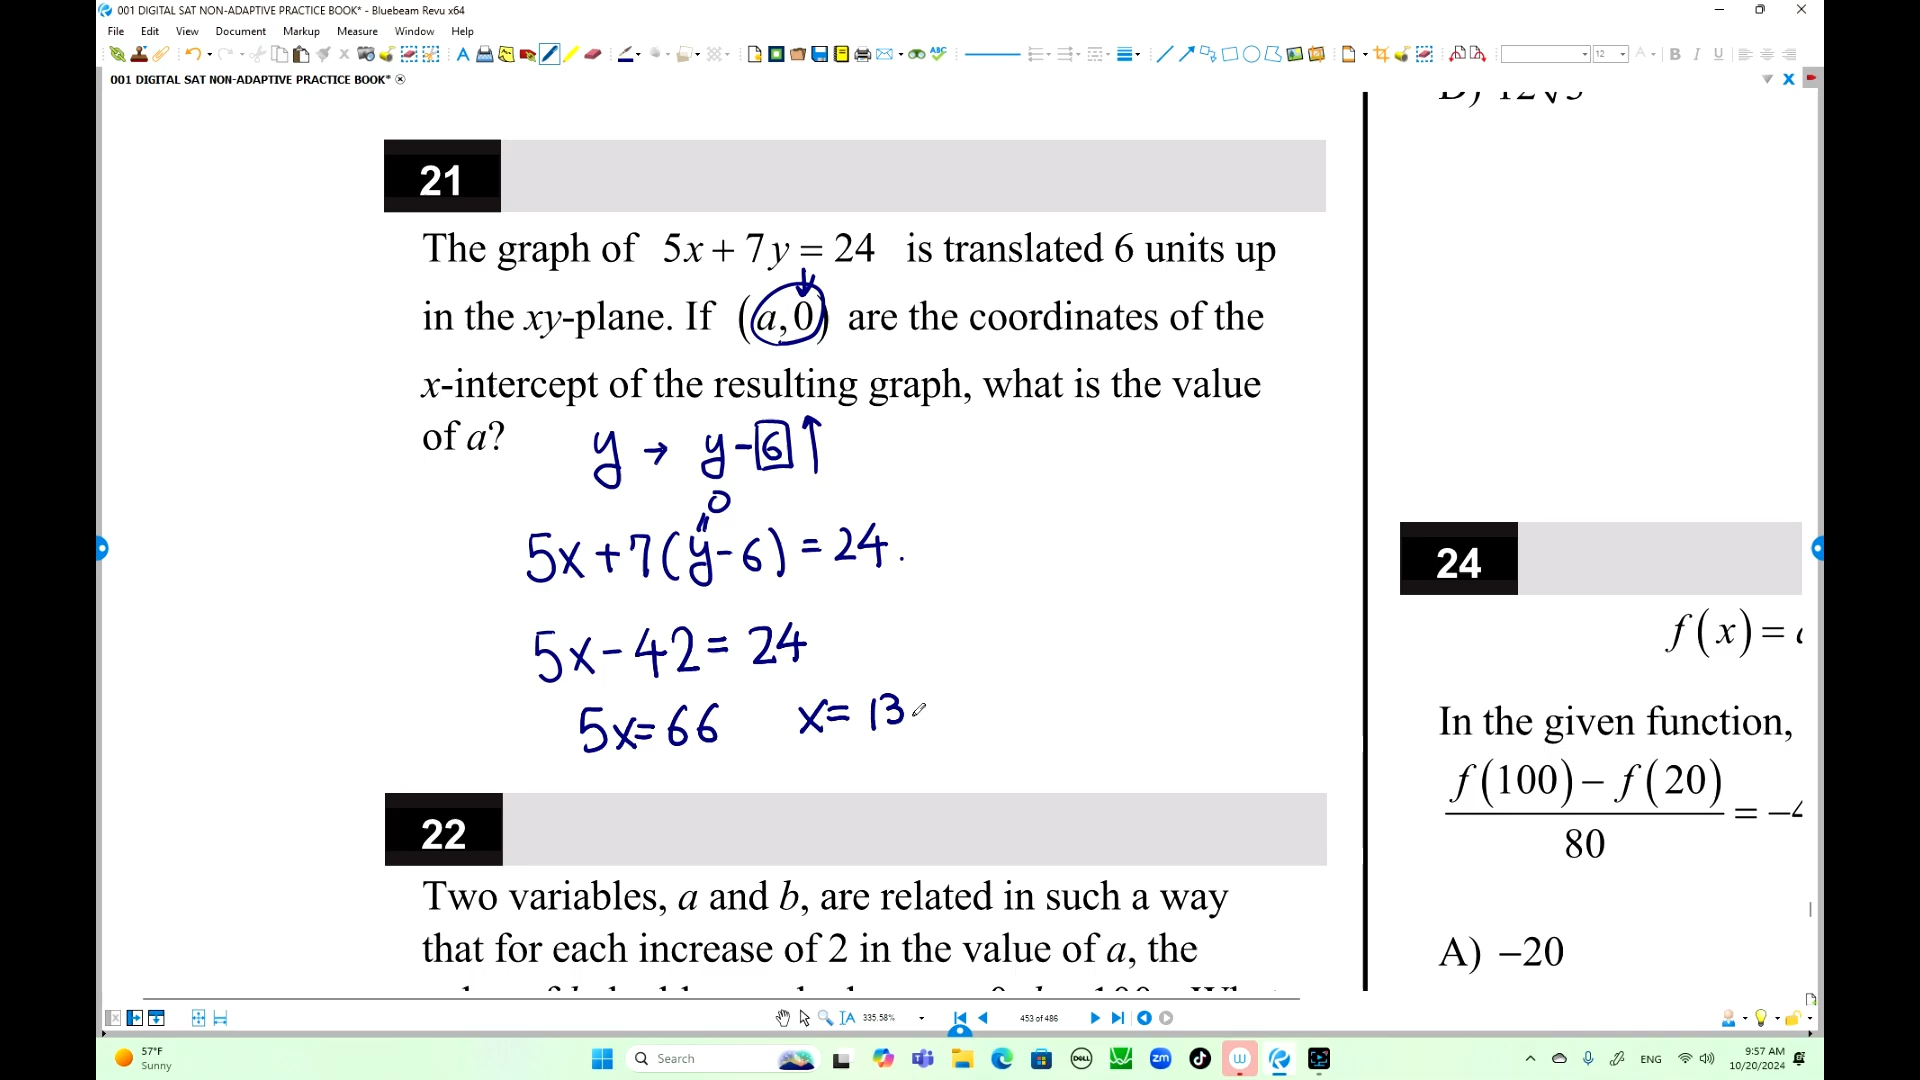 001 DIGITAL SAT NON-ADAPTIVE PRACTICE BOOK* - Bluebeam Revu x64
File Edit View Document Markup Measure Window Help
12
001 DIGITAL SAT NON-ADAPTIVE PRACTICE BOOK*
21
The graph of 5x + 7y = 24 is translated 6 units up
in the xy-plane. If (a,0) are the coordinates of the
x-intercept of the resulting graph, what is the value
of a?
y → y-6 ↑
0
5x+7(y-6)=24.
5x-42=24
5x=66 x=13
22
Two variables, a and b, are related in such a way
that for each increase of 2 in the value of a, the
24
f(x)=
In the given function,
f(100)− f(20)
80
= −4
A) −20
335.58%
453 of 486
57°F
Sunny
Search
ENG
9:57 AM
10/20/2024